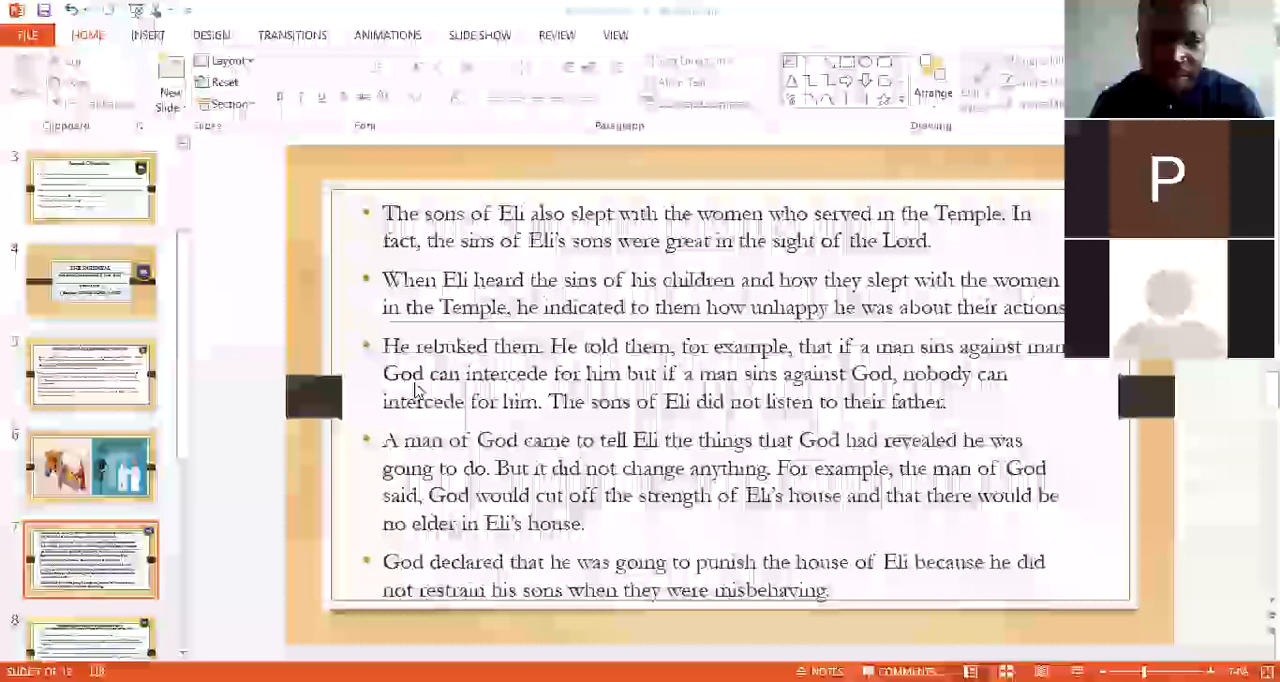 FILE HOME INSERT DESIGN TRANSITIONS ANIMATIONS SLIDE SHOW REVIEW VIEW
Layout
Reset
New
Slide
Section
Arrange
Clipboard Slides Font Paragraph Drawing
P
3
4
5
6
7
8
The sons of Eli also slept with the women who served in the Temple. In
fact, the sins of Eli's sons were great in the sight of the Lord.
When Eli heard the sins of his children and how they slept with the women
in the Temple, he indicated to them how unhappy he was about their actions
He rebuked them. He told them, for example, that if a man sins against man
God can intercede for him but if a man sins against God, nobody can
intercede for him. The sons of Eli did not listen to their father.
A man of God came to tell Eli the things that God had revealed he was
going to do. But it did not change anything. For example, the man of God
said, God would cut off the strength of Eli's house and that there would be
no elder in Eli's house.
God declared that he was going to punish the house of Eli because he did
not restrain his sons when they were misbehaving.
NOTES COMMENTS